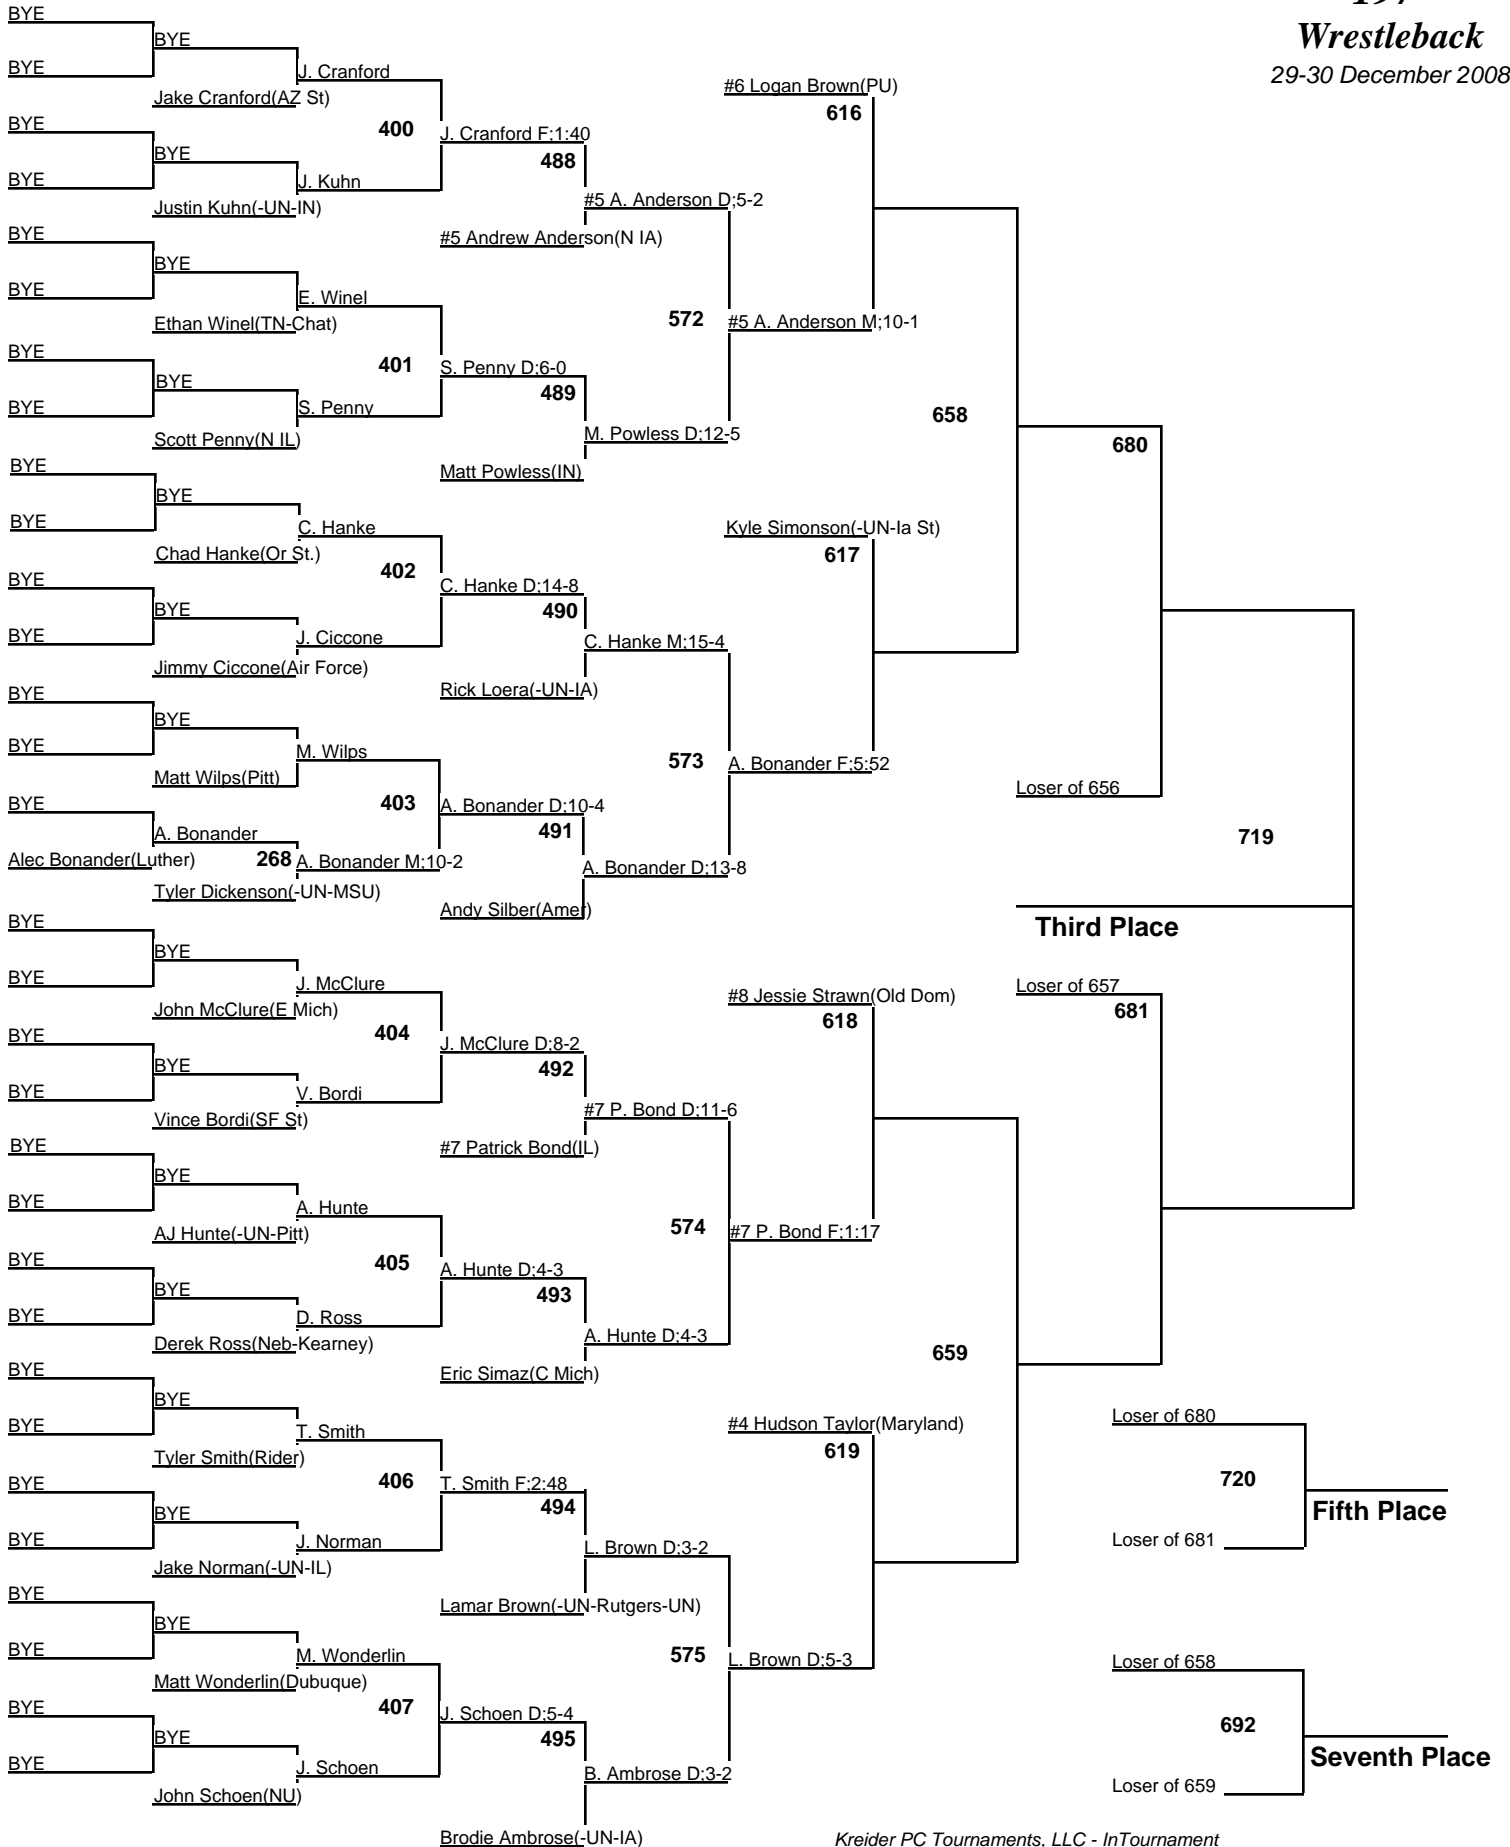 197
Wrestleback
29-30 December 2008
BYE
BYE
BYE
J. Cranford
Jake Cranford(AZ St)
400
BYE
BYE
BYE
J. Kuhn
Justin Kuhn(-UN-IN)
J. Cranford F;1:40
488
#5 A. Anderson D;5-2
#5 Andrew Anderson(N IA)
BYE
BYE
BYE
E. Winel
Ethan Winel(TN-Chat)
401
BYE
BYE
BYE
S. Penny
Scott Penny(N IL)
S. Penny D;6-0
489
M. Powless D;12-5
Matt Powless(IN)
572
#5 A. Anderson M;10-1
#6 Logan Brown(PU)
616
BYE
BYE
BYE
C. Hanke
Chad Hanke(Or St.)
402
BYE
BYE
BYE
J. Ciccone
Jimmy Ciccone(Air Force)
C. Hanke D;14-8
490
C. Hanke M;15-4
Rick Loera(-UN-IA)
BYE
BYE
BYE
M. Wilps
Matt Wilps(Pitt)
403
BYE
A. Bonander
Alec Bonander(Luther)
268
A. Bonander M;10-2
Tyler Dickenson(-UN-MSU)
A. Bonander D;10-4
491
A. Bonander D;13-8
Andy Silber(Amer)
573
A. Bonander F;5:52
Kyle Simonson(-UN-Ia St)
617
658
680
Loser of 656
719
Third Place
BYE
BYE
BYE
J. McClure
John McClure(E Mich)
404
BYE
BYE
BYE
V. Bordi
Vince Bordi(SF St)
J. McClure D;8-2
492
#7 P. Bond D;11-6
#7 Patrick Bond(IL)
BYE
BYE
BYE
A. Hunte
AJ Hunte(-UN-Pitt)
405
BYE
BYE
BYE
D. Ross
Derek Ross(Neb-Kearney)
A. Hunte D;4-3
493
A. Hunte D;4-3
Eric Simaz(C Mich)
574
#7 P. Bond F;1:17
#8 Jessie Strawn(Old Dom)
618
Loser of 657
681
BYE
BYE
BYE
T. Smith
Tyler Smith(Rider)
406
BYE
BYE
BYE
J. Norman
Jake Norman(-UN-IL)
T. Smith F;2:48
494
L. Brown D;3-2
Lamar Brown(-UN-Rutgers-UN)
BYE
BYE
BYE
M. Wonderlin
Matt Wonderlin(Dubuque)
407
BYE
BYE
BYE
J. Schoen
John Schoen(NU)
J. Schoen D;5-4
495
B. Ambrose D;3-2
Brodie Ambrose(-UN-IA)
575
L. Brown D;5-3
#4 Hudson Taylor(Maryland)
619
659
Loser of 680
720
Fifth Place
Loser of 681
Loser of 658
692
Seventh Place
Loser of 659
Kreider PC Tournaments, LLC - InTournament